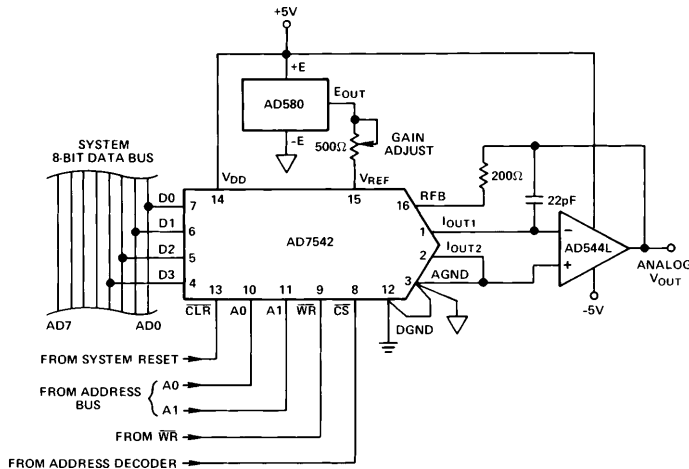 +5V
+E
AD580
EOUT
-E
500Ω
GAIN
ADJUST
SYSTEM
8-BIT DATA BUS
VDD
VREF
14
15
RFB
16
200Ω
22pF
D0
7
D1
6
D2
5
D3
4
AD7542
IOUT1
1
IOUT2
2
AGND
3
−
+
AD544L
ANALOG
VOUT
-5V
13
10
11
9
8
12
CLR
A0
A1
WR
CS
DGND
AD7
AD0
FROM SYSTEM RESET
FROM ADDRESS
BUS
A0
A1
FROM WR
FROM ADDRESS DECODER